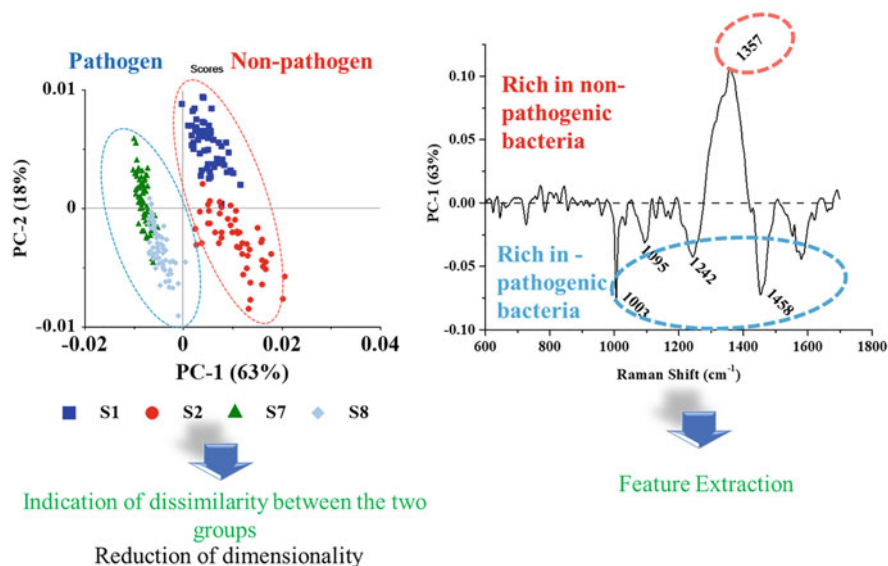 Pathogen
Scores
Non-pathogen
0.01
0
-0.01
PC-2 (18%)
-0.02
0
0.02
0.04
PC-1 (63%)
S1
S2
S7
S8
Indication of dissimilarity between the two
groups
Reduction of dimensionality
1357
Rich in non-
pathogenic
bacteria
Rich in -
pathogenic
bacteria
1003
1095
1242
1458
0.10
0.05
0.00
-0.05
-0.10
PC-1 (63%)
600
800
1000
1200
1400
1600
1800
Raman Shift (cm⁻¹)
Feature Extraction